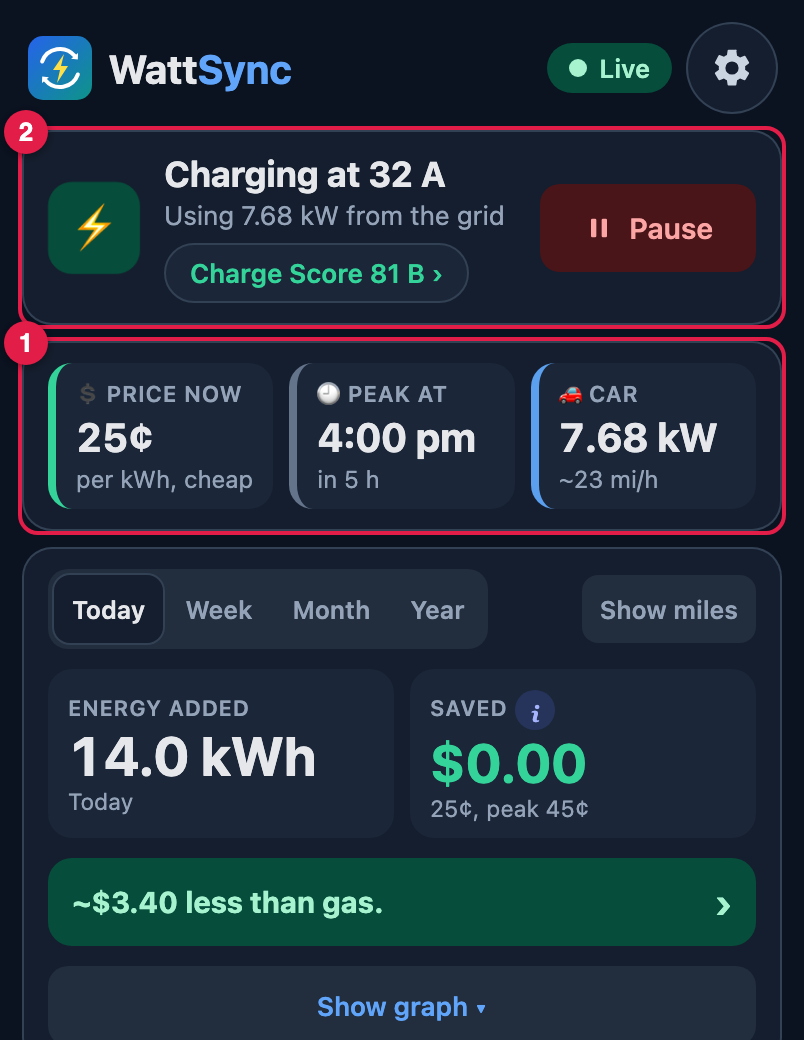 WattSync
Live
2
Charging at 32 A
Using 7.68 kW from the grid
Charge Score 81 B ›
Pause
1
PRICE NOW
25¢
per kWh, cheap
PEAK AT
4:00 pm
in 5 h
CAR
7.68 kW
~23 mi/h
Today
Week
Month
Year
Show miles
ENERGY ADDED
14.0 kWh
Today
SAVED i
$0.00
25¢, peak 45¢
~$3.40 less than gas. ›
Show graph ▾